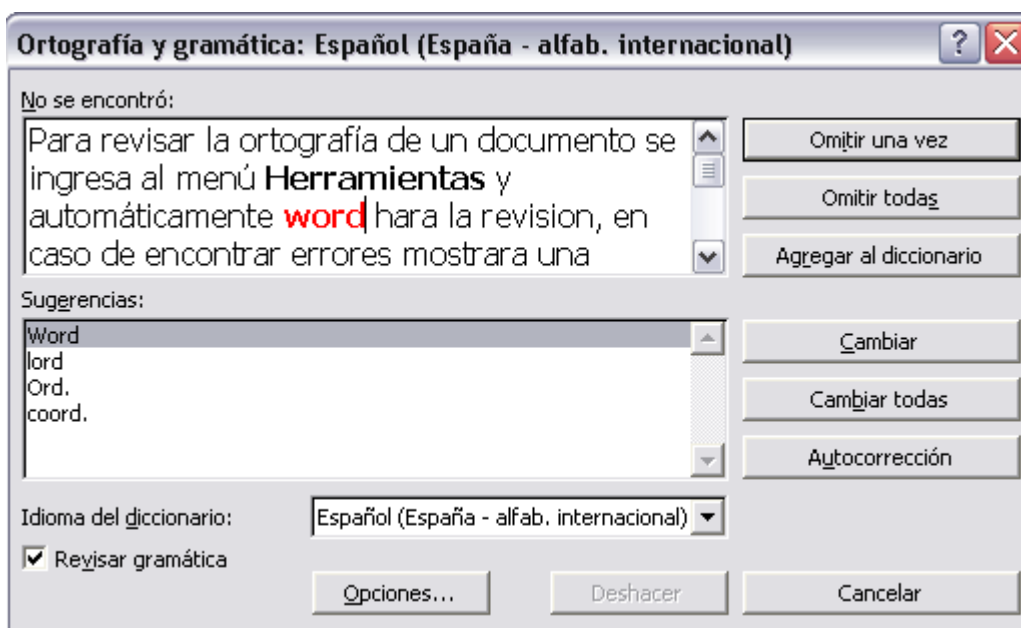 Ortografía y gramática: Español (España - alfab. internacional)
No se encontró:
Para revisar la ortografía de un documento se
ingresa al menú Herramientas y
automáticamente word hara la revision, en
caso de encontrar errores mostrara una
Omitir una vez
Omitir todas
Agregar al diccionario
Sugerencias:
Word
lord
Ord.
coord.
Cambiar
Cambiar todas
Autocorrección
Idioma del diccionario:
Español (España - alfab. internacional)
Revisar gramática
Opciones...
Deshacer
Cancelar